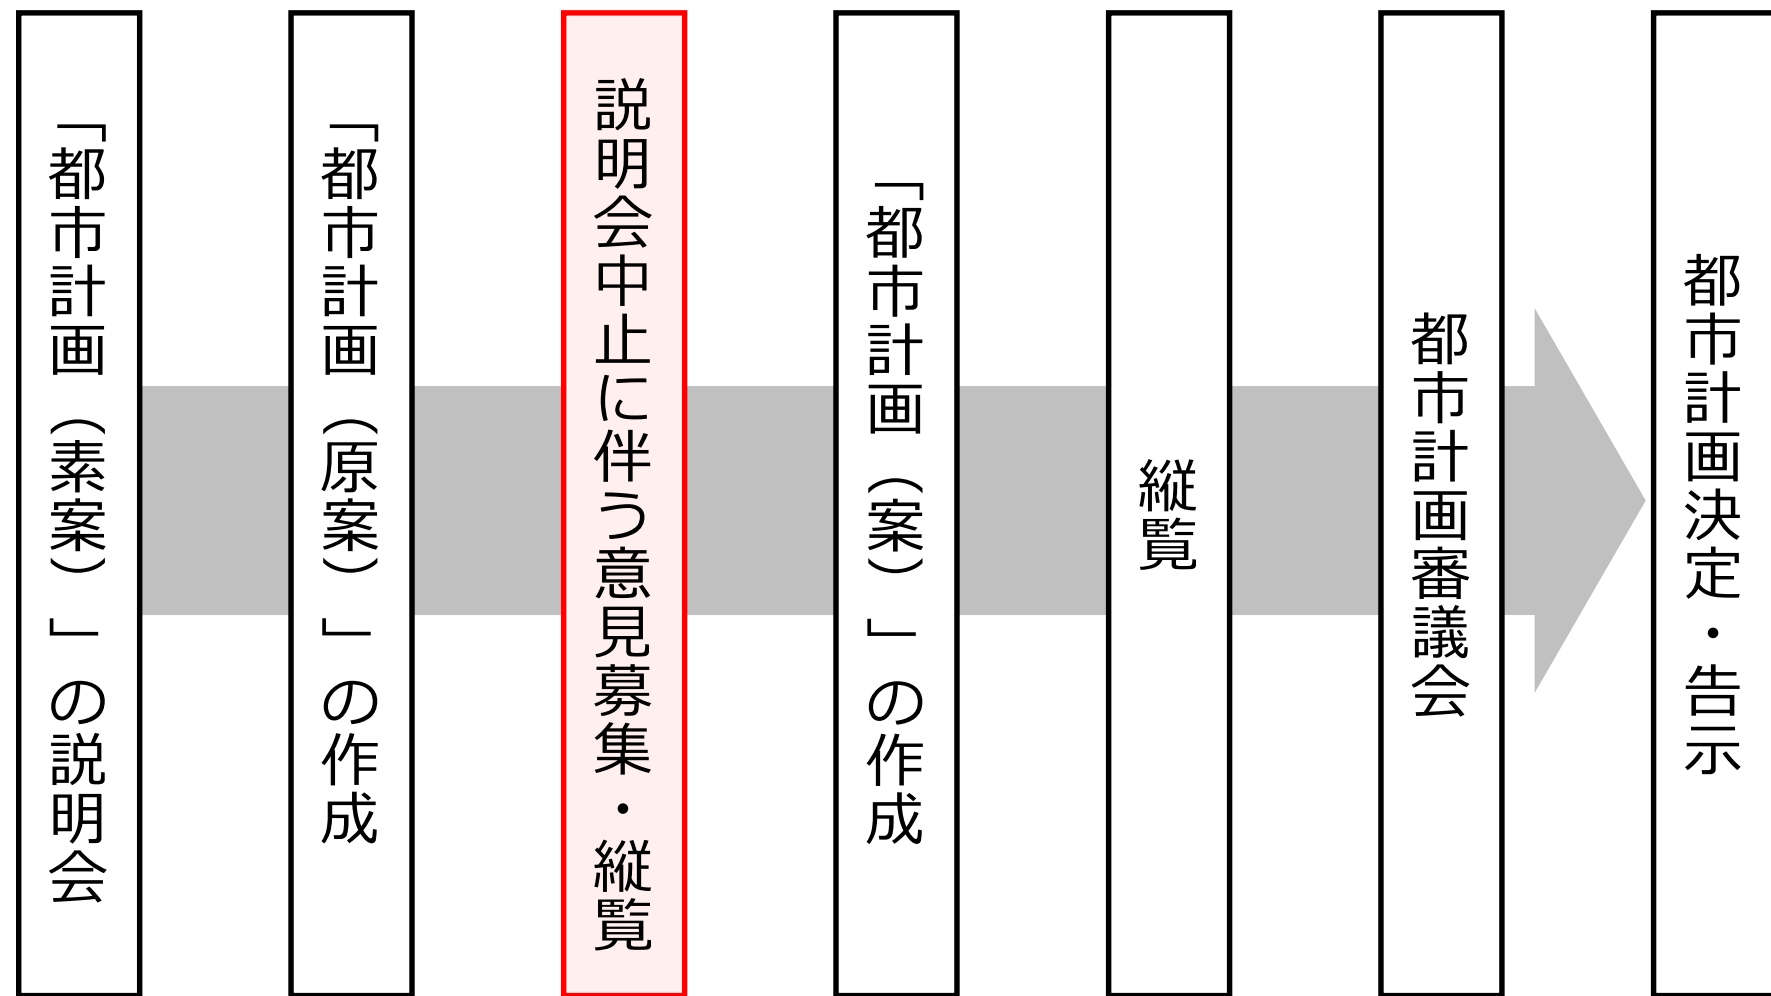 「都市計画（素案）」の説明会
「都市計画（原案）」の作成
説明会中止に伴う意見募集・縦覧
「都市計画（案）」の作成
縦覧
都市計画審議会
都市計画決定・告示